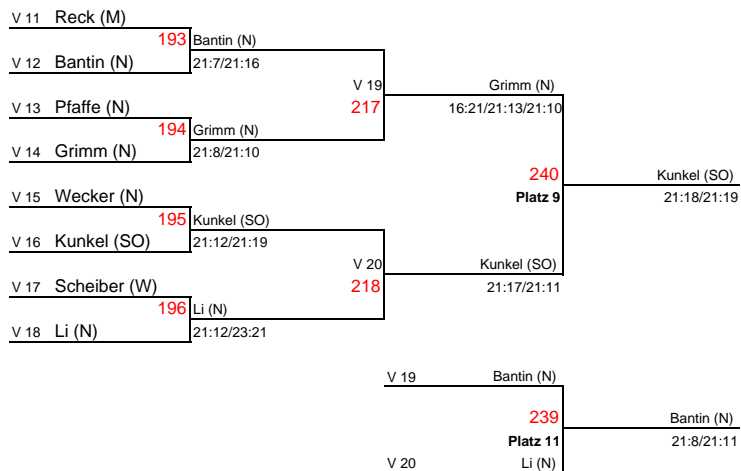 V 11 Reck (M)
193 Bantin (N)
V 12 Bantin (N) 21:7/21:16
V 19 Grimm (N)
V 13 Pfaffe (N) 217 16:21/21:13/21:10
194 Grimm (N)
V 14 Grimm (N) 21:8/21:10
240 Kunkel (SO)
V 15 Wecker (N) Platz 9 21:18/21:19
195 Kunkel (SO)
V 16 Kunkel (SO) 21:12/21:19
V 20 Kunkel (SO)
V 17 Scheiber (W) 218 21:17/21:11
196 Li (N)
V 18 Li (N) 21:12/23:21
V 19 Bantin (N)
239 Bantin (N)
Platz 11 21:8/21:11
V 20 Li (N)